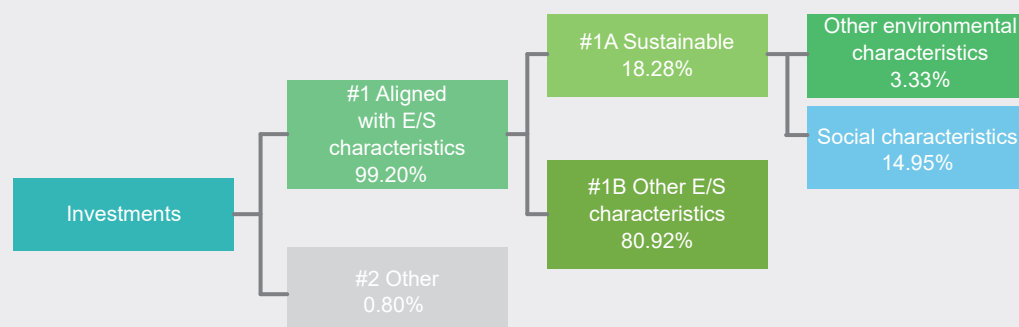 Investments
#1 Aligned
with E/S
characteristics
99.20%
#2 Other
0.80%
#1A Sustainable
18.28%
#1B Other E/S
characteristics
80.92%
Other environmental
characteristics
3.33%
Social characteristics
14.95%